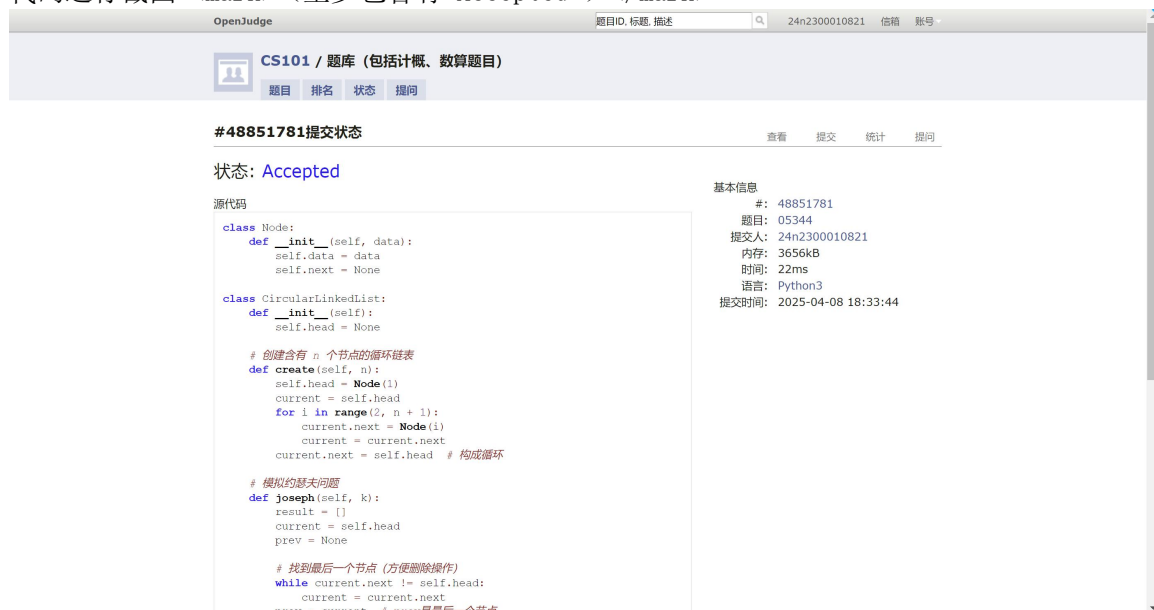 OpenJudge 题目ID, 标题, 描述 24n2300010821 信箱 账号
CS101 / 题库（包括计概、数算题目）
题目 排名 状态 提问
#48851781提交状态 查看 提交 统计 提问
状态: Accepted
基本信息
#: 48851781
题目: 05344
提交人: 24n2300010821
内存: 3656kB
时间: 22ms
语言: Python3
提交时间: 2025-04-08 18:33:44
源代码
class Node:
    def __init__(self, data):
        self.data = data
        self.next = None
class CircularLinkedList:
    def __init__(self):
        self.head = None
    # 创建含有 n 个节点的循环链表
    def create(self, n):
        self.head = Node(1)
        current = self.head
        for i in range(2, n + 1):
            current.next = Node(i)
            current = current.next
        current.next = self.head  # 构成循环
    # 模拟约瑟夫问题
    def joseph(self, k):
        result = []
        current = self.head
        prev = None
        # 找到最后一个节点（方便删除操作）
        while current.next != self.head:
            current = current.next